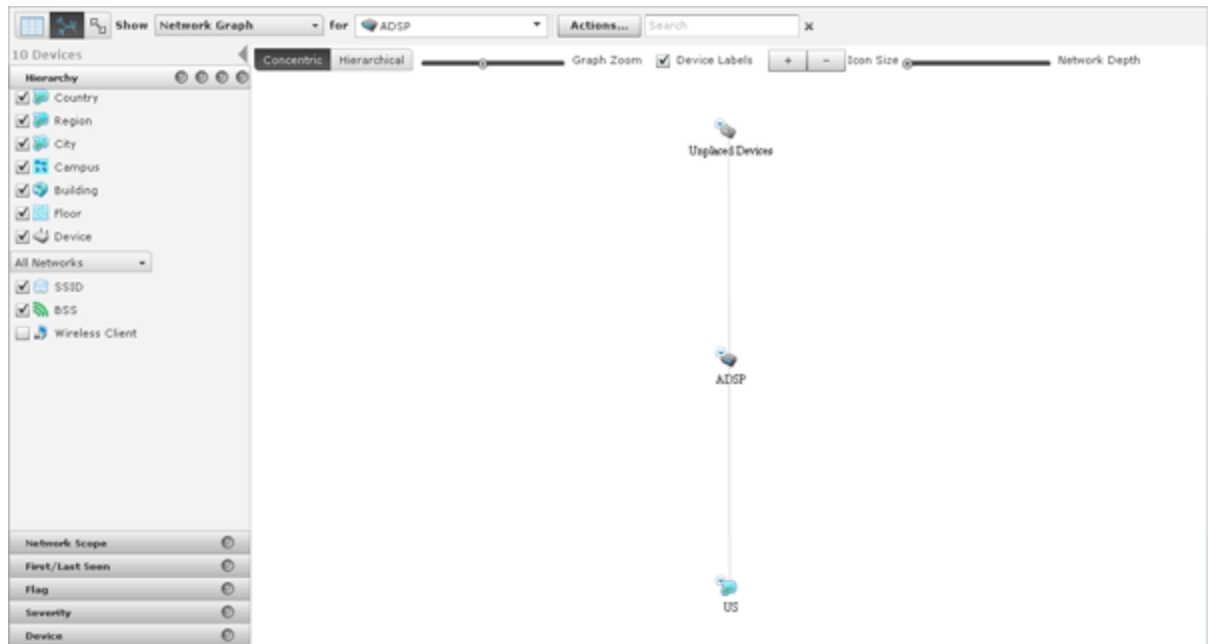 Show Network Graph for ADSP Actions... Search x
10 Devices
Concentric Hierarchical Graph Zoom Device Labels + - Icon Size Network Depth
Hierarchy
Country
Region
City
Campus
Building
Floor
Device
All Networks
SSID
BSS
Wireless Client
Unplaced Devices
ADSP
US
Network Scope
First/Last Seen
Flag
Severity
Device